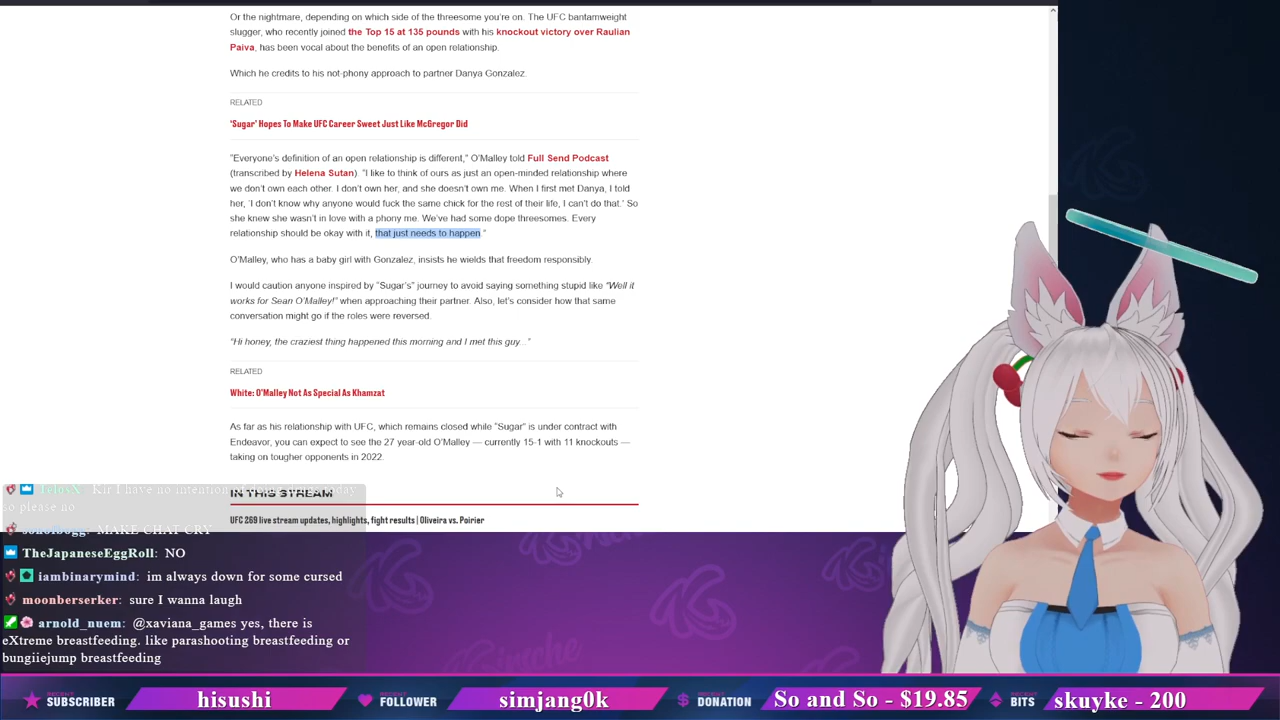 Or the nightmare, depending on which side of the threesome you're on. The UFC bantamweight
slugger, who recently joined the Top 15 at 135 pounds with his knockout victory over Raulian
Paiva, has been vocal about the benefits of an open relationship.
Which he credits to his not-phony approach to partner Danya Gonzalez.
RELATED
'Sugar' Hopes To Make UFC Career Sweet Just Like McGregor Did
"Everyone's definition of an open relationship is different," O'Malley told Full Send Podcast
(transcribed by Helena Sutan). "I like to think of ours as just an open-minded relationship where
we don't own each other. I don't own her, and she doesn't own me. When I first met Danya, I told
her, 'I don't know why anyone would fuck the same chick for the rest of their life, I can't do that.' So
she knew she wasn't in love with a phony me. We've had some dope threesomes. Every
relationship should be okay with it, that just needs to happen."
O'Malley, who has a baby girl with Gonzalez, insists he wields that freedom responsibly.
I would caution anyone inspired by "Sugar's" journey to avoid saying something stupid like "Well it
works for Sean O'Malley!" when approaching their partner. Also, let's consider how that same
conversation might go if the roles were reversed.
"Hi honey, the craziest thing happened this morning and I met this guy..."
RELATED
White: O'Malley Not As Special As Khamzat
As far as his relationship with UFC, which remains closed while "Sugar" is under contract with
Endeavor, you can expect to see the 27 year-old O'Malley — currently 15-1 with 11 knockouts —
taking on tougher opponents in 2022.
IN THIS STREAM
UFC 269 live stream updates, highlights, fight results | Oliveira vs. Poirier
Kir I have no intention
so please no
MAKE CHAT CRY
TheJapaneseEggRoll: NO
iambinarymind: im always down for some cursed
moonberserker: sure I wanna laugh
arnold_nuem: @xaviana_games yes, there is
eXtreme breastfeeding. like parashooting breastfeeding or
bungiiejump breastfeeding
RECENT SUBSCRIBER hisushi RECENT FOLLOWER simjang0k RECENT DONATION So and So - $19.85 RECENT BITS skuyke - 200